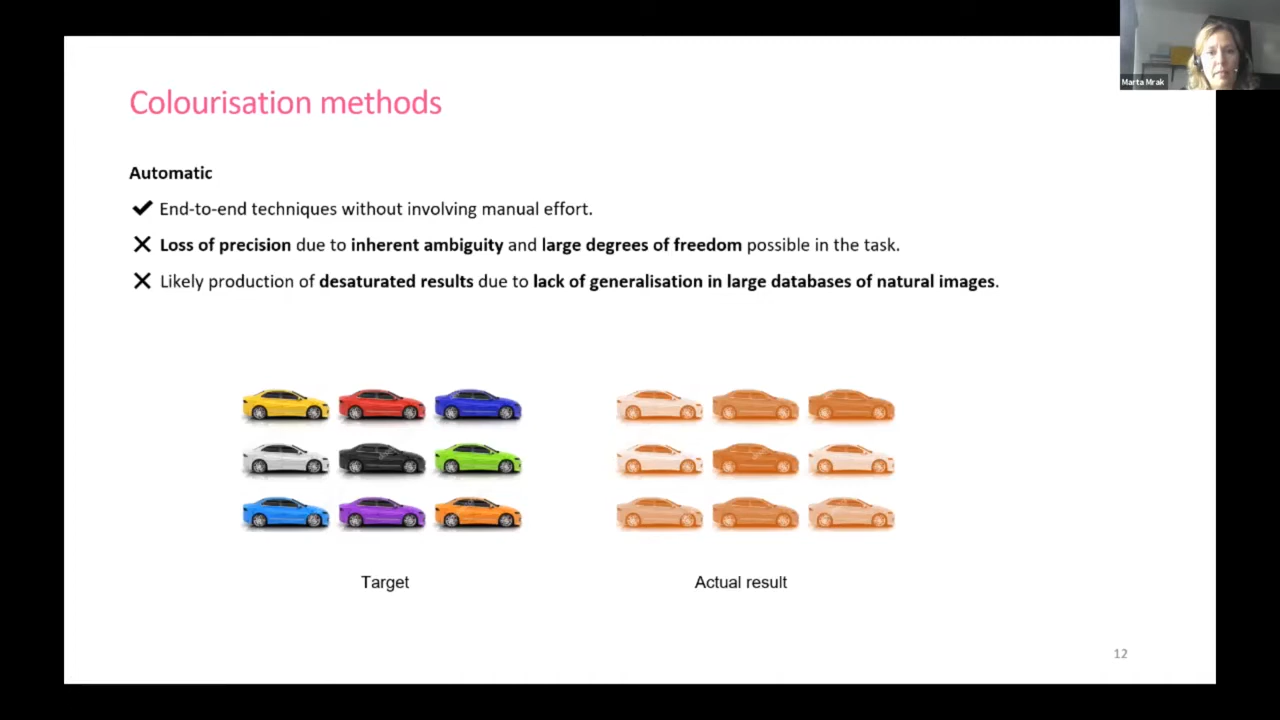 Marta Mrak
Colourisation methods
Automatic
End-to-end techniques without involving manual effort.
Loss of precision due to inherent ambiguity and large degrees of freedom possible in the task.
Likely production of desaturated results due to lack of generalisation in large databases of natural images.
Target
Actual result
12